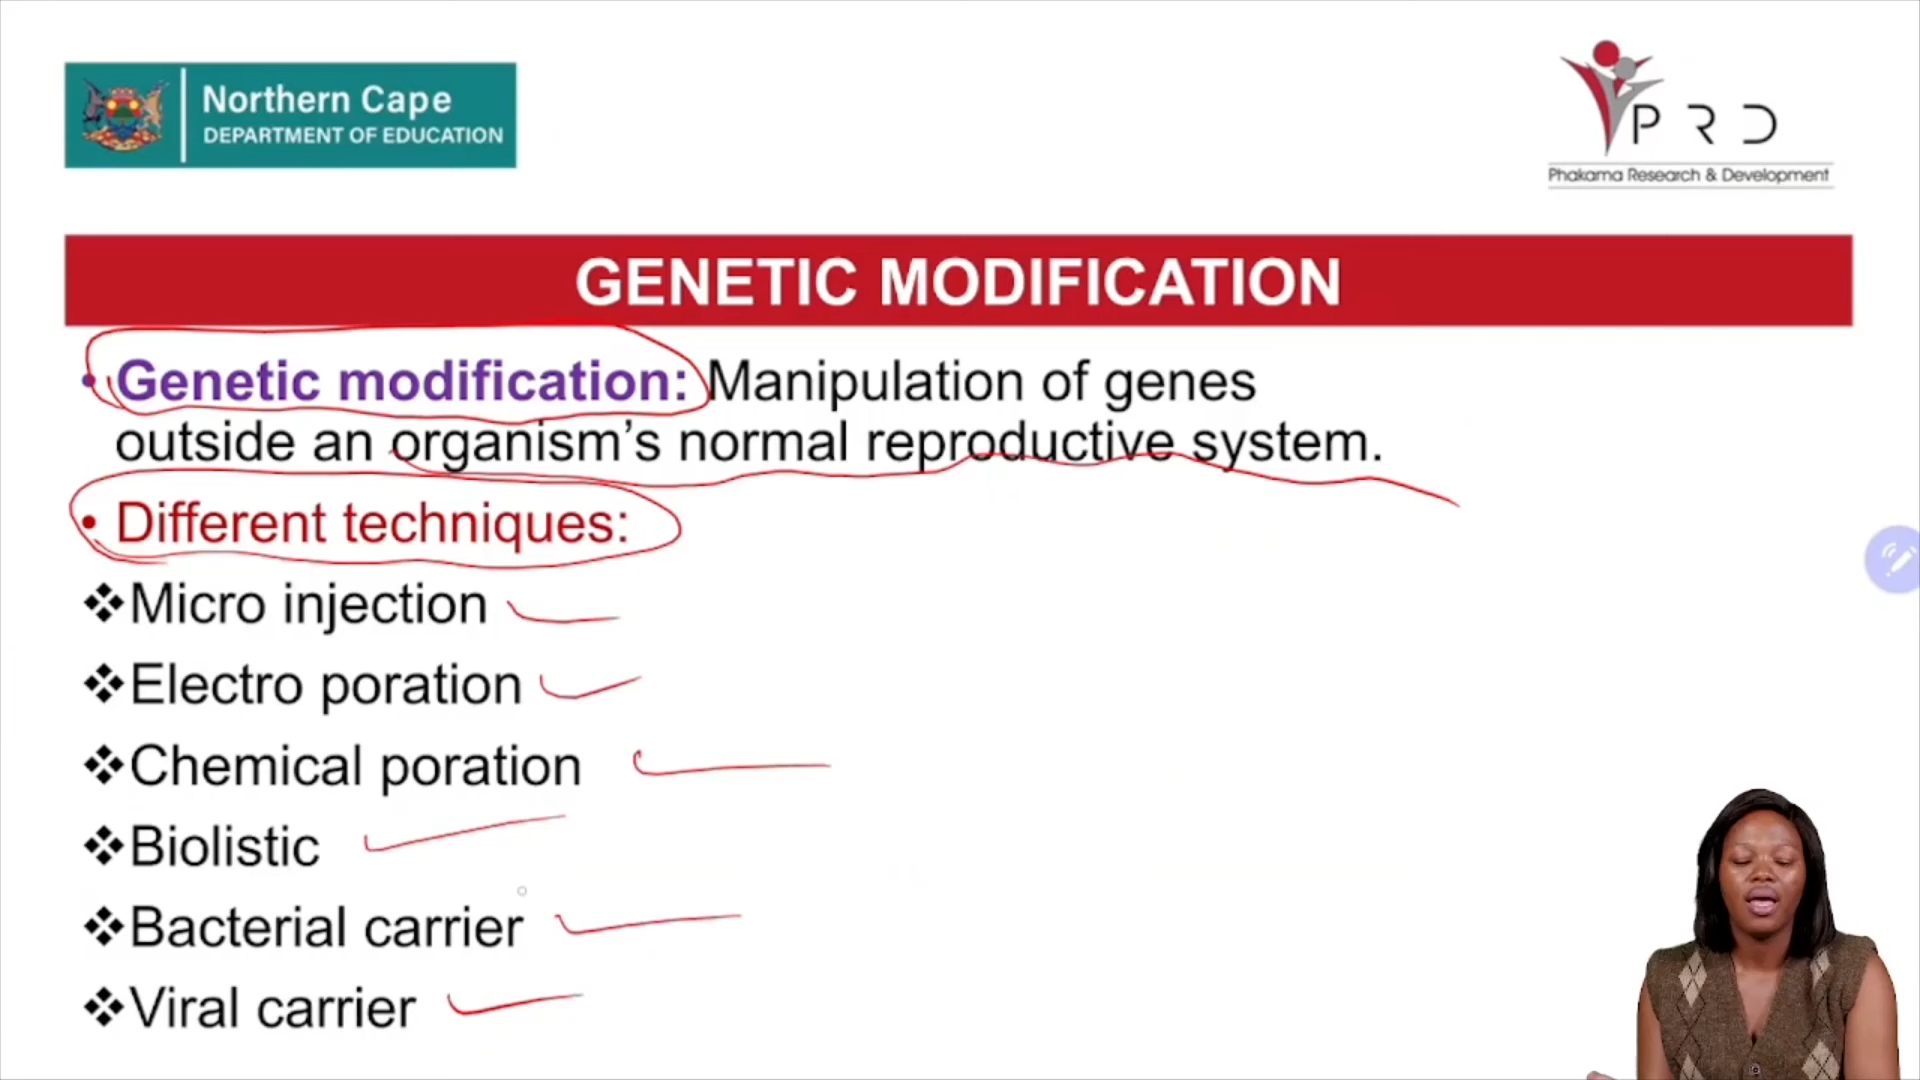 Northern Cape
DEPARTMENT OF EDUCATION
PRD
Phakama Research & Development
GENETIC MODIFICATION
• Genetic modification: Manipulation of genes
outside an organism's normal reproductive system.
• Different techniques:
❖Micro injection
❖Electro poration
❖Chemical poration
❖Biolistic
❖Bacterial carrier
❖Viral carrier